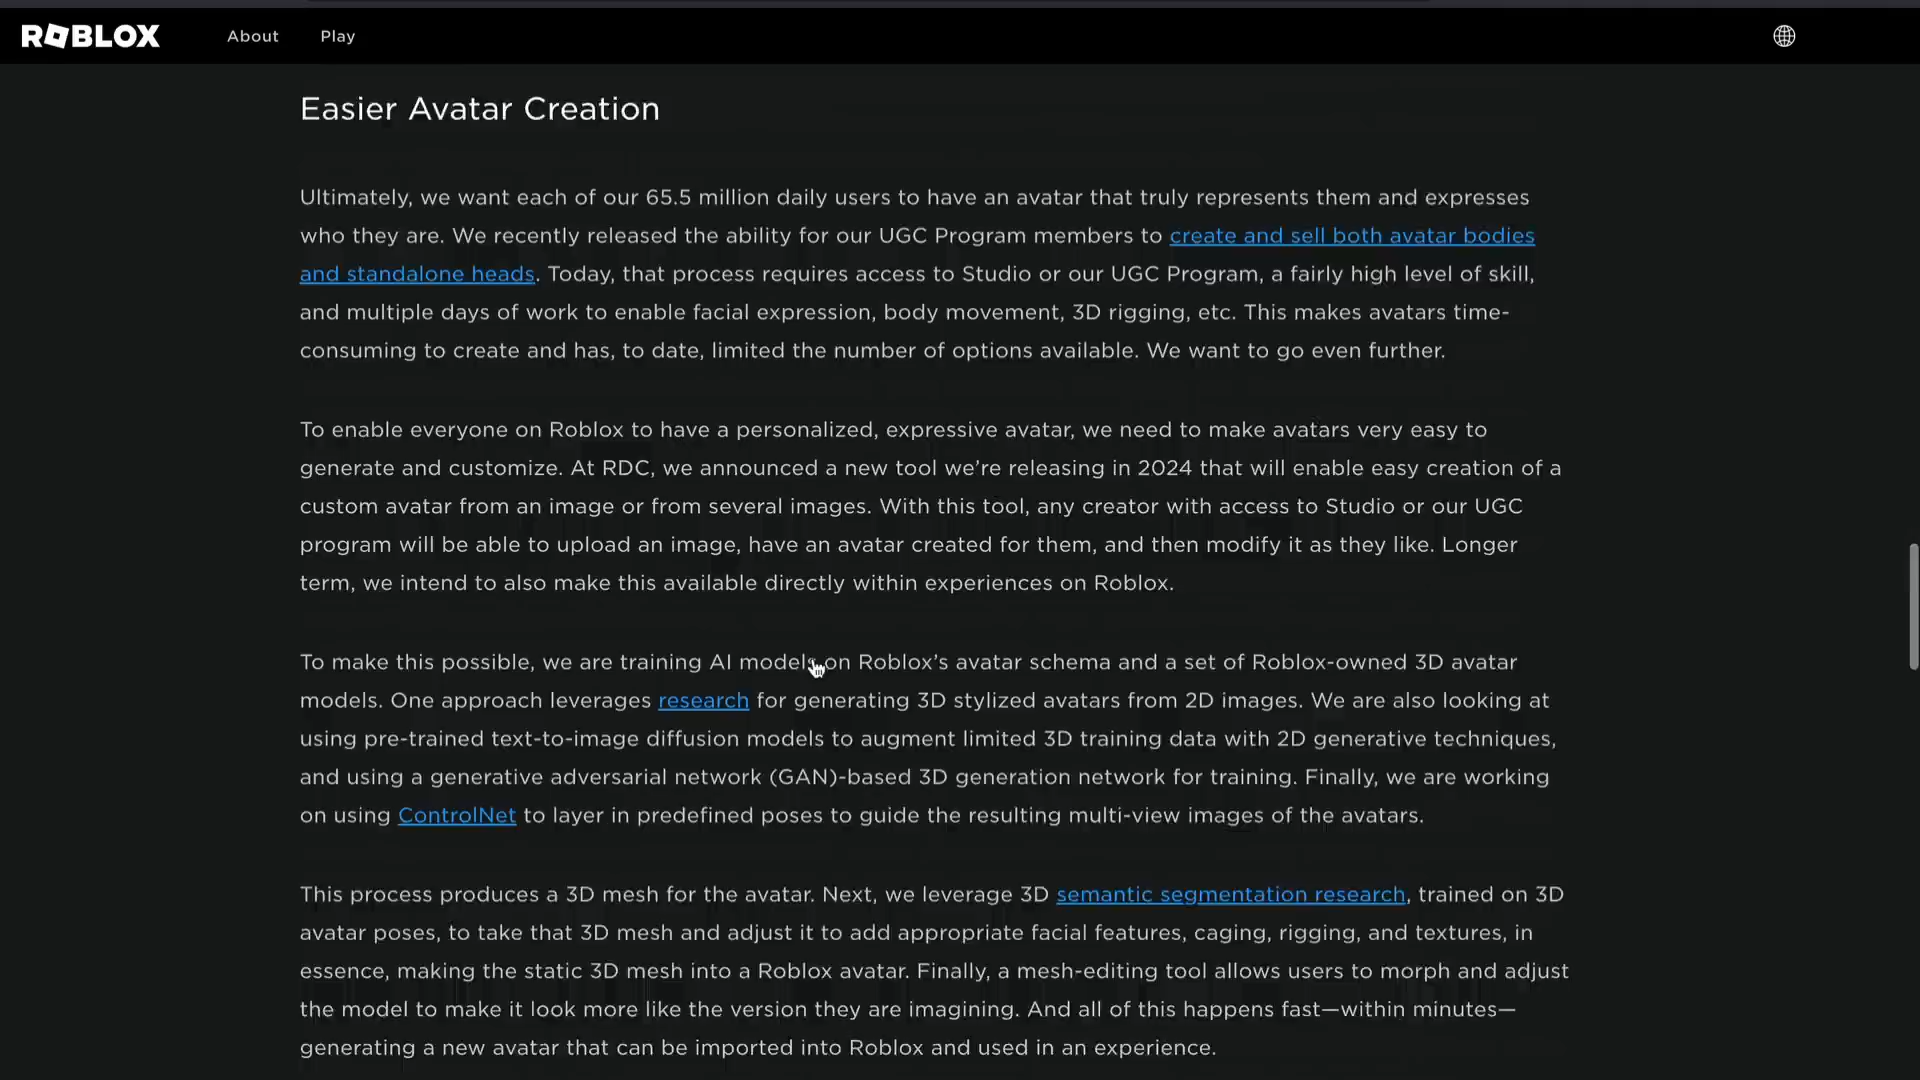 ROBLOX
About
Play
Easier Avatar Creation
Ultimately, we want each of our 65.5 million daily users to have an avatar that truly represents them and expresses
who they are. We recently released the ability for our UGC Program members to create and sell both avatar bodies
and standalone heads. Today, that process requires access to Studio or our UGC Program, a fairly high level of skill,
and multiple days of work to enable facial expression, body movement, 3D rigging, etc. This makes avatars time-
consuming to create and has, to date, limited the number of options available. We want to go even further.
To enable everyone on Roblox to have a personalized, expressive avatar, we need to make avatars very easy to
generate and customize. At RDC, we announced a new tool we’re releasing in 2024 that will enable easy creation of a
custom avatar from an image or from several images. With this tool, any creator with access to Studio or our UGC
program will be able to upload an image, have an avatar created for them, and then modify it as they like. Longer
term, we intend to also make this available directly within experiences on Roblox.
To make this possible, we are training AI models on Roblox’s avatar schema and a set of Roblox-owned 3D avatar
models. One approach leverages research for generating 3D stylized avatars from 2D images. We are also looking at
using pre-trained text-to-image diffusion models to augment limited 3D training data with 2D generative techniques,
and using a generative adversarial network (GAN)-based 3D generation network for training. Finally, we are working
on using ControlNet to layer in predefined poses to guide the resulting multi-view images of the avatars.
This process produces a 3D mesh for the avatar. Next, we leverage 3D semantic segmentation research, trained on 3D
avatar poses, to take that 3D mesh and adjust it to add appropriate facial features, caging, rigging, and textures, in
essence, making the static 3D mesh into a Roblox avatar. Finally, a mesh-editing tool allows users to morph and adjust
the model to make it look more like the version they are imagining. And all of this happens fast—within minutes—
generating a new avatar that can be imported into Roblox and used in an experience.